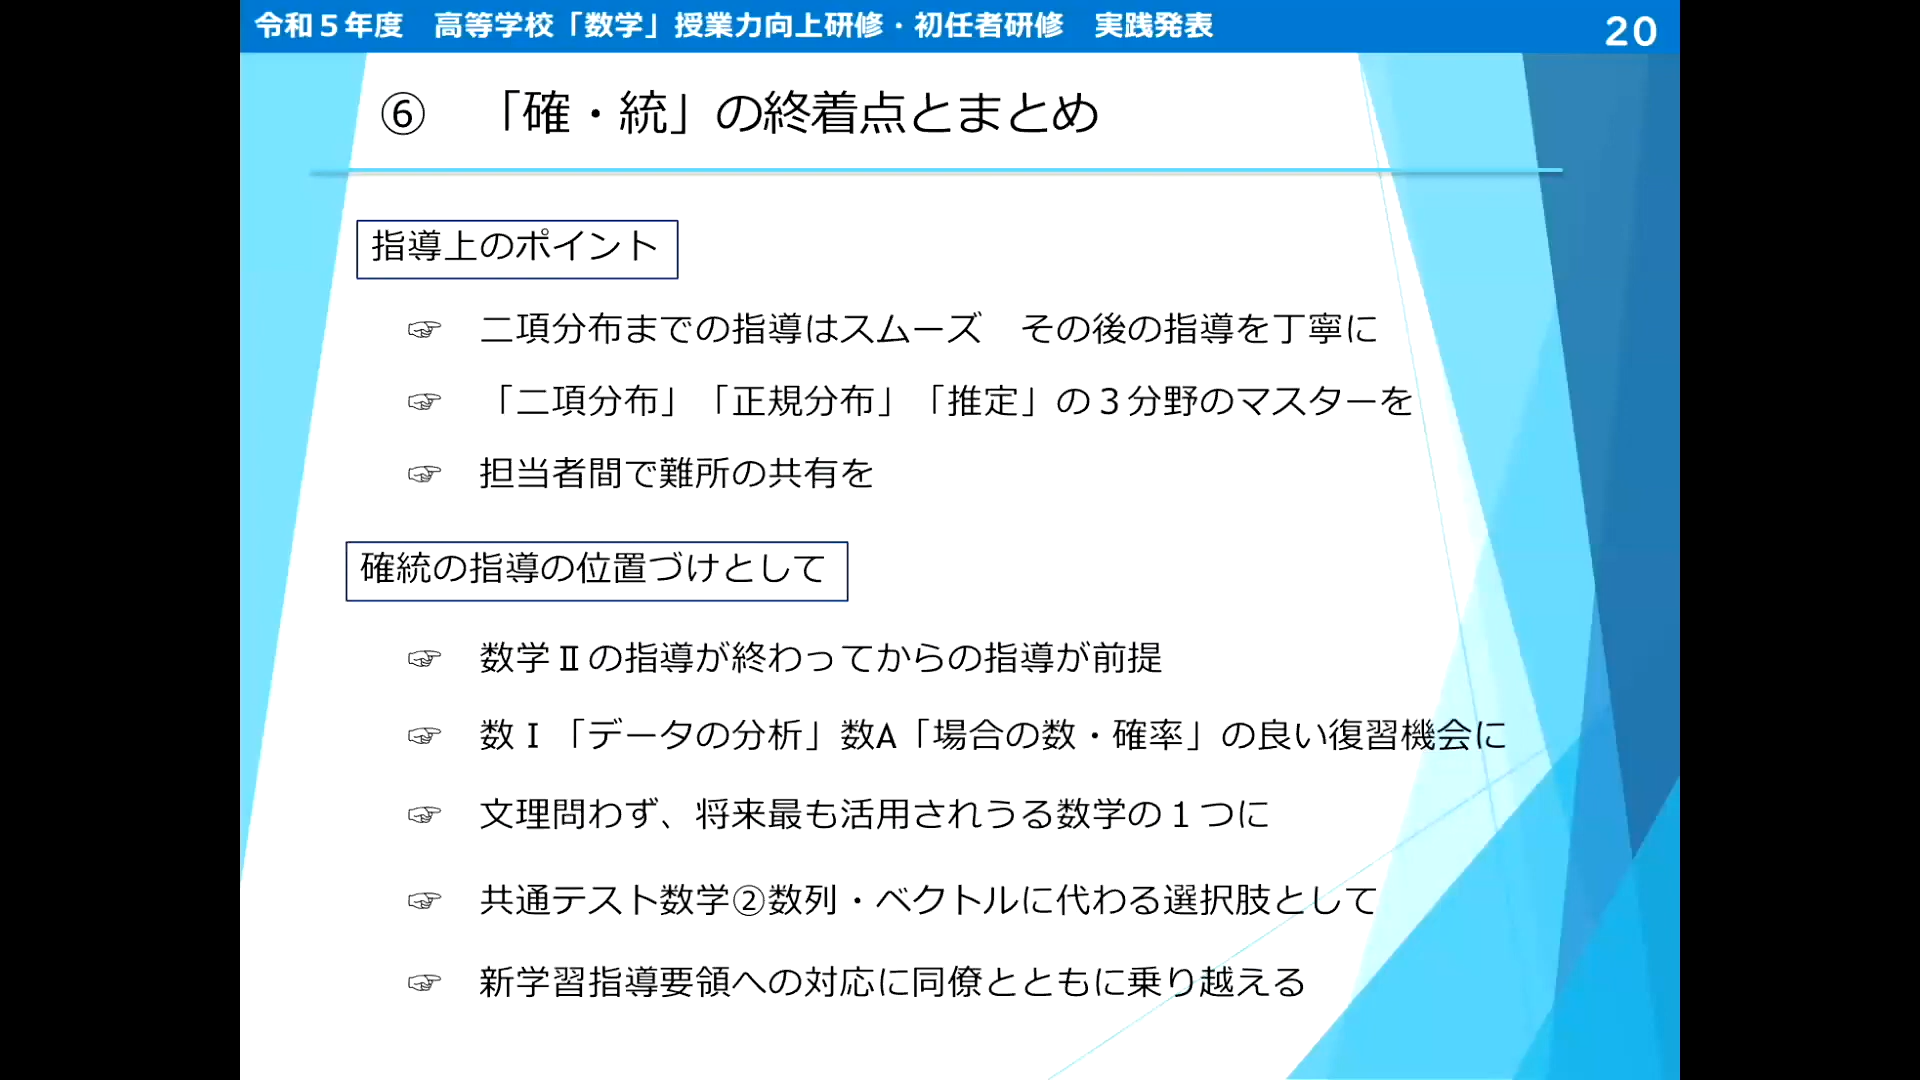 令和５年度　高等学校「数学」授業力向上研修・初任者研修　実践発表
20
⑥　「確・統」の終着点とまとめ
指導上のポイント
☞　二項分布までの指導はスムーズ　その後の指導を丁寧に
☞　「二項分布」「正規分布」「推定」の３分野のマスターを
☞　担当者間で難所の共有を
確統の指導の位置づけとして
☞　数学Ⅱの指導が終わってからの指導が前提
☞　数Ⅰ「データの分析」数A「場合の数・確率」の良い復習機会に
☞　文理問わず、将来最も活用されうる数学の１つに
☞　共通テスト数学②数列・ベクトルに代わる選択肢として
☞　新学習指導要領への対応に同僚とともに乗り越える